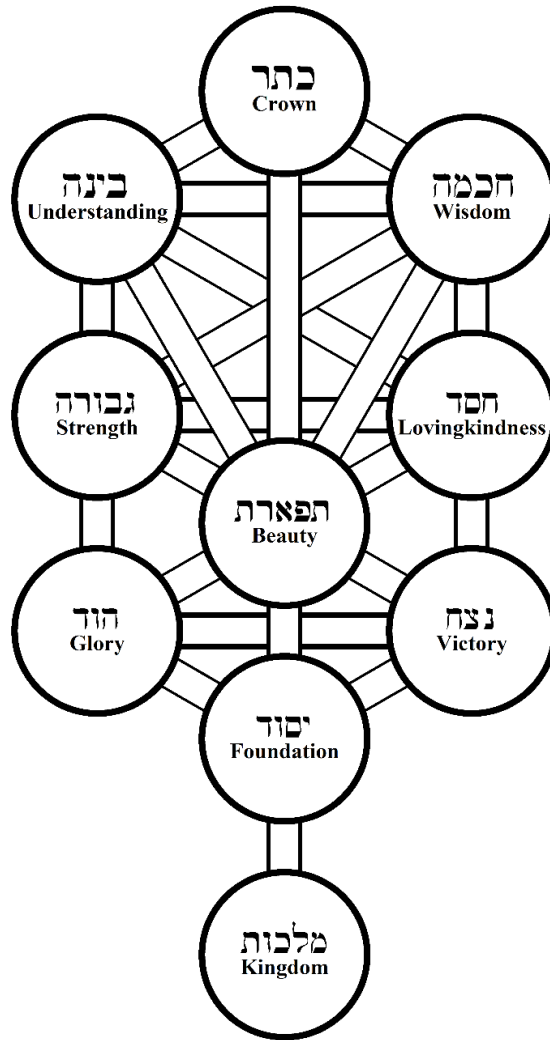 כתר
Crown
בינה
Understanding
חכמה
Wisdom
גבורה
Strength
חסד
Lovingkindness
תפארת
Beauty
הוד
Glory
נצח
Victory
יסוד
Foundation
מלכות
Kingdom